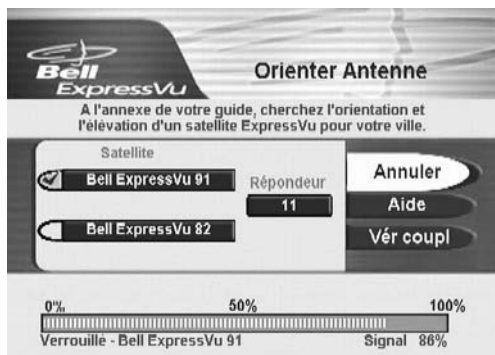 Bell
ExpressVu
Orienter Antenne
A l'annexe de votre guide, cherchez l'orientation et
l'élévation d'un satellite ExpressVu pour votre ville.
Satellite
Bell ExpressVu 91
Répondeur
11
Bell ExpressVu 82
Annuler
Aide
Vér coupl
0% 50% 100%
Verrouillé - Bell ExpressVu 91 Signal 86%